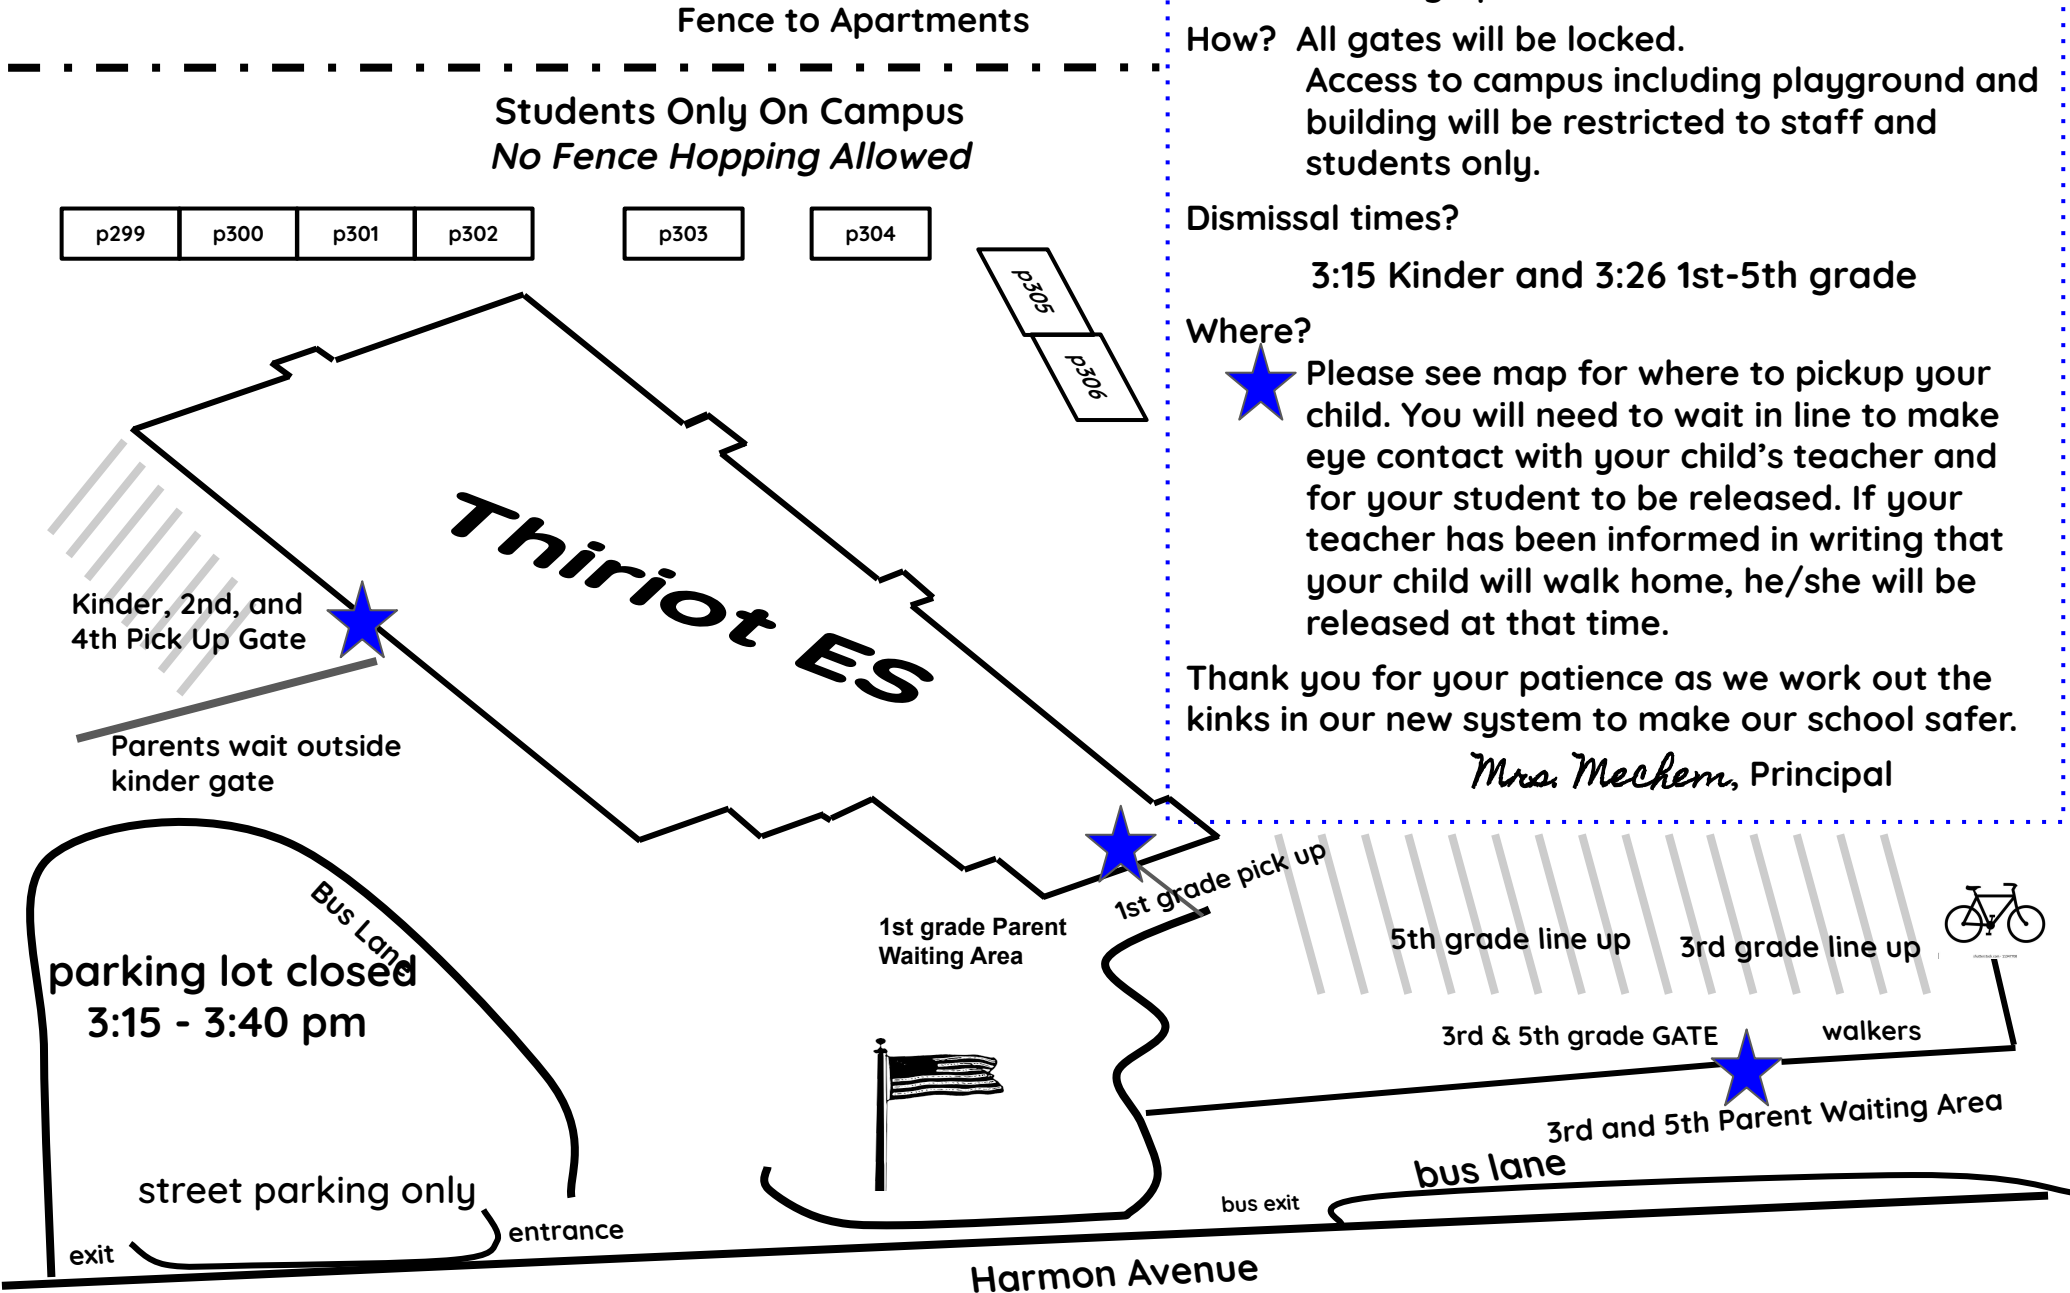 Fence to Apartments
Students Only On Campus
No Fence Hopping Allowed
p299
p300
p301
p302
p303
p304
p305
p306
How? All gates will be locked.
Access to campus including playground and
building will be restricted to staff and
students only.
Dismissal times?
3:15 Kinder and 3:26 1st-5th grade
Where?
Please see map for where to pickup your
child. You will need to wait in line to make
eye contact with your child’s teacher and
for your student to be released. If your
teacher has been informed in writing that
your child will walk home, he/she will be
released at that time.
Thank you for your patience as we work out the
kinks in our new system to make our school safer.
Mrs. Mechem, Principal
Thiriot ES
Kinder, 2nd, and
4th Pick Up Gate
Parents wait outside
kinder gate
Bus Lane
parking lot closed
3:15 - 3:40 pm
street parking only
exit
entrance
1st grade pick up
1st grade Parent
Waiting Area
5th grade line up
3rd grade line up
3rd & 5th grade GATE
walkers
3rd and 5th Parent Waiting Area
bus lane
bus exit
Harmon Avenue